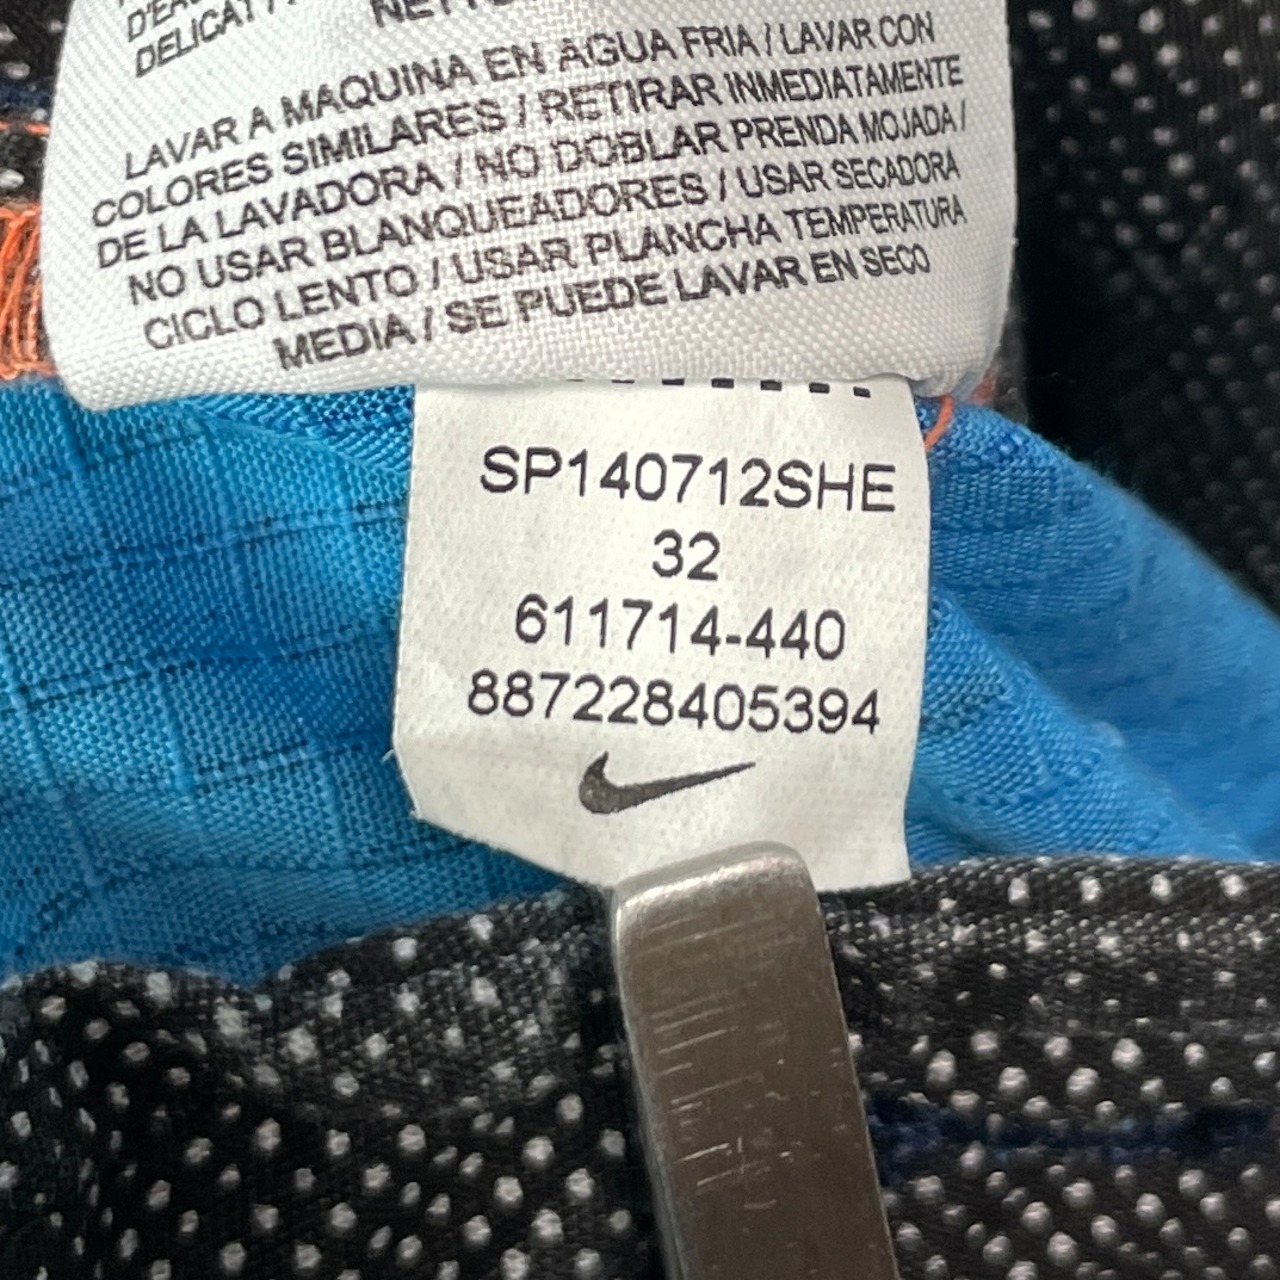 DELICAT
LAVAR A MAQUINA EN AGUA FRIA / LAVAR CON
COLORES SIMILARES / RETIRAR INMEDIATAMENTE
DE LA LAVADORA / NO DOBLAR PRENDA MOJADA /
NO USAR BLANQUEADORES / USAR SECADORA
CICLO LENTO / USAR PLANCHA TEMPERATURA
MEDIA / SE PUEDE LAVAR EN SECO
SP140712SHE
32
611714-440
887228405394